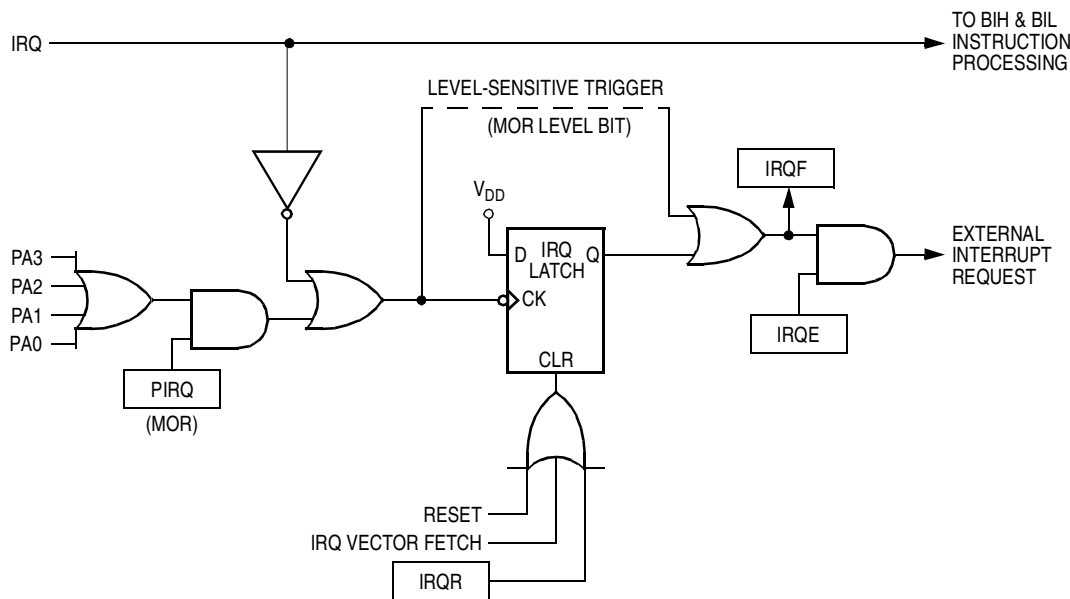 IRQ
TO BIH & BIL
INSTRUCTION
PROCESSING
LEVEL-SENSITIVE TRIGGER
(MOR LEVEL BIT)
VDD
IRQF
D IRQ Q
LATCH
CK
CLR
EXTERNAL
INTERRUPT
REQUEST
PA3
PA2
PA1
PA0
IRQE
PIRQ
(MOR)
RESET
IRQ VECTOR FETCH
IRQR